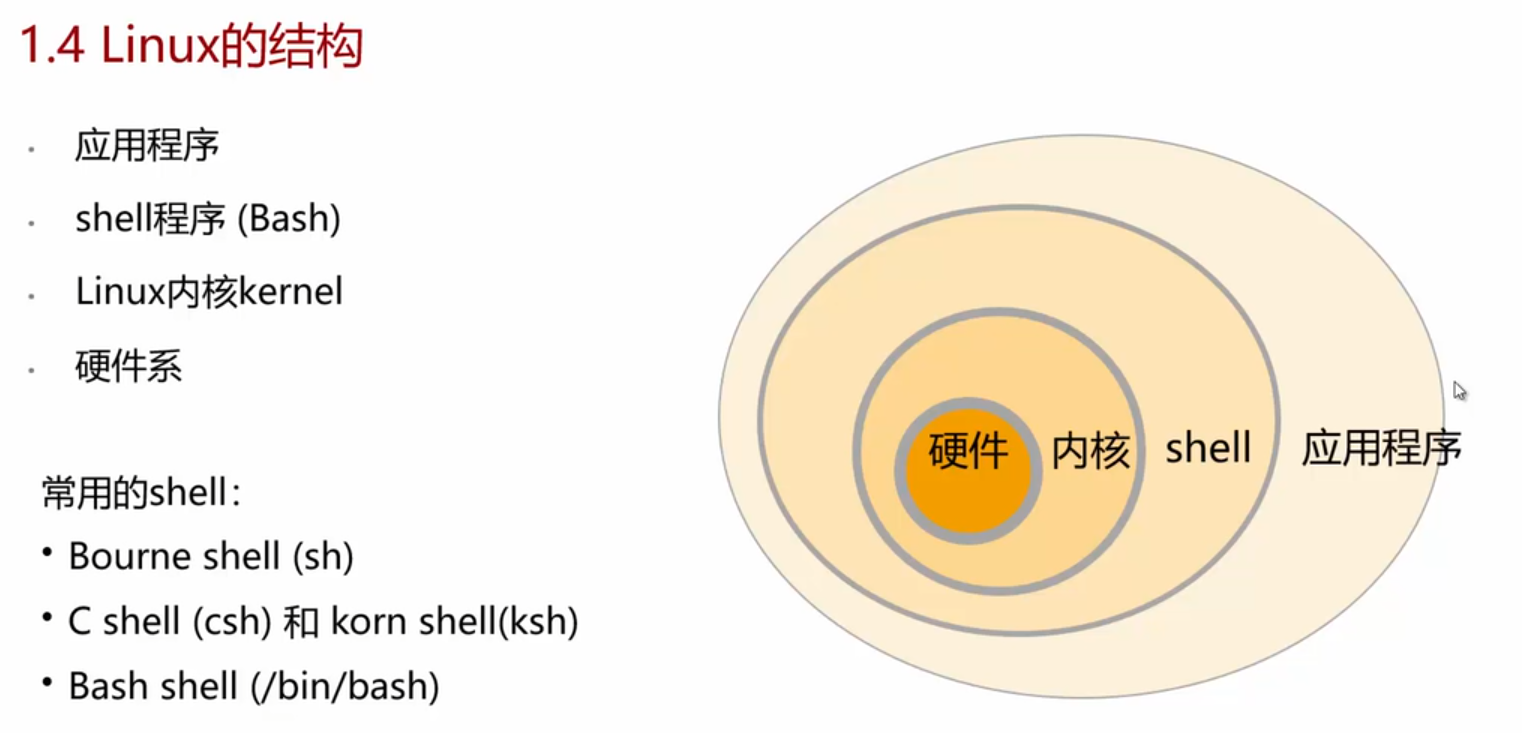 1.4 Linux的结构
· 应用程序
· shell程序 (Bash)
· Linux内核kernel
· 硬件系
常用的shell：
• Bourne shell (sh)
• C shell (csh) 和 korn shell(ksh)
• Bash shell (/bin/bash)
硬件 内核 shell 应用程序